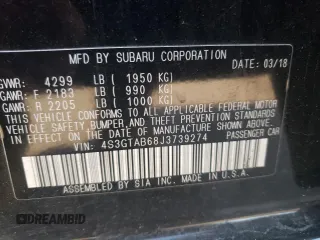 MFD BY SUBARU CORPORATION
GVWR: 4299 LB ( 1950 KG) DATE: 03/18
GAWR: F 2183 LB ( 990 KG)
GAWR: R 2205 LB ( 1000 KG)
THIS VEHICLE CONFORMS TO ALL APPLICABLE FEDERAL MOTOR
VEHICLE SAFETY, BUMPER, AND THEFT PREVENTION STANDARDS
IN EFFECT ON THE DATE OF MANUFACTURE SHOWN ABOVE.
VIN: 4S3GTAB68J3739274 PASSENGER CAR
MADE BY SIA INC. MADE IN U.S.A.
©DREAMBID